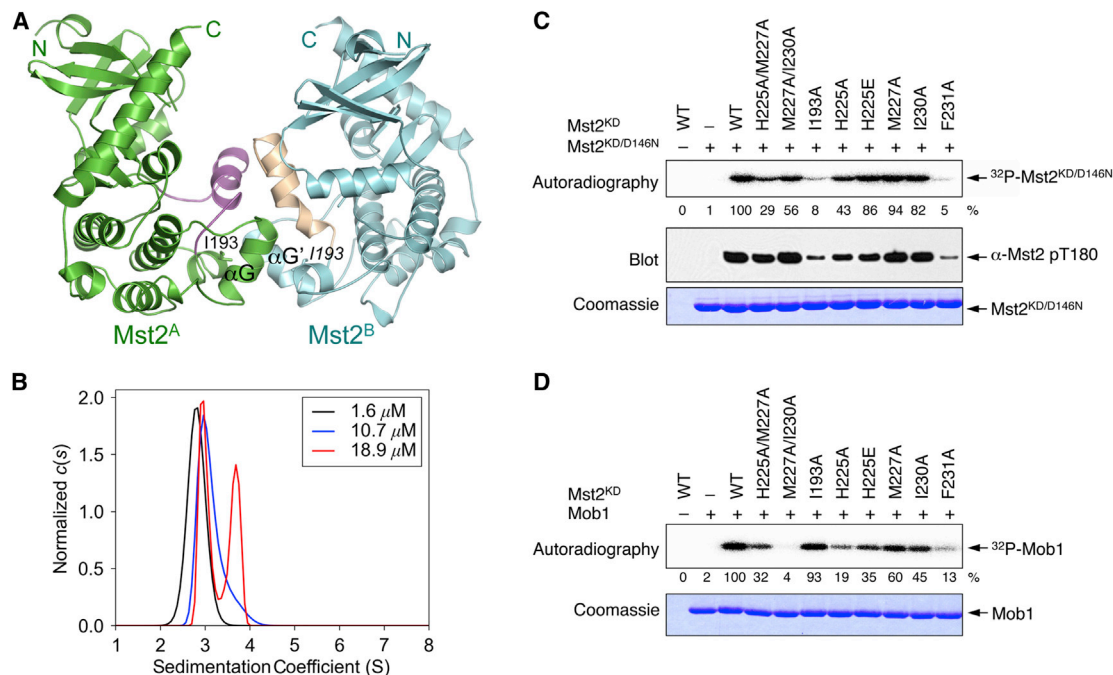 A
N
C
C
N
I193
αG
αG’
I193
Mst2A
Mst2B
B
Normalized c(s)
2.0
1.5
1.0
0.5
0.0
1 2 3 4 5 6 7 8
Sedimentation Coefficient (S)
1.6 μM
10.7 μM
18.9 μM
C
WT – WT H225A/M227A M227A/I230A I193A H225A H225E M227A I230A F231A
Mst2KD
Mst2KD/D146N – + + + + + + + + + +
Autoradiography
32P-Mst2KD/D146N
0 1 100 29 56 8 43 86 94 82 5 %
Blot
α-Mst2 pT180
Coomassie
Mst2KD/D146N
D
WT – WT H225A/M227A M227A/I230A I193A H225A H225E M227A I230A F231A
Mst2KD
Mob1 – + + + + + + + + + +
Autoradiography
32P-Mob1
0 2 100 32 4 93 19 35 60 45 13 %
Coomassie
Mob1